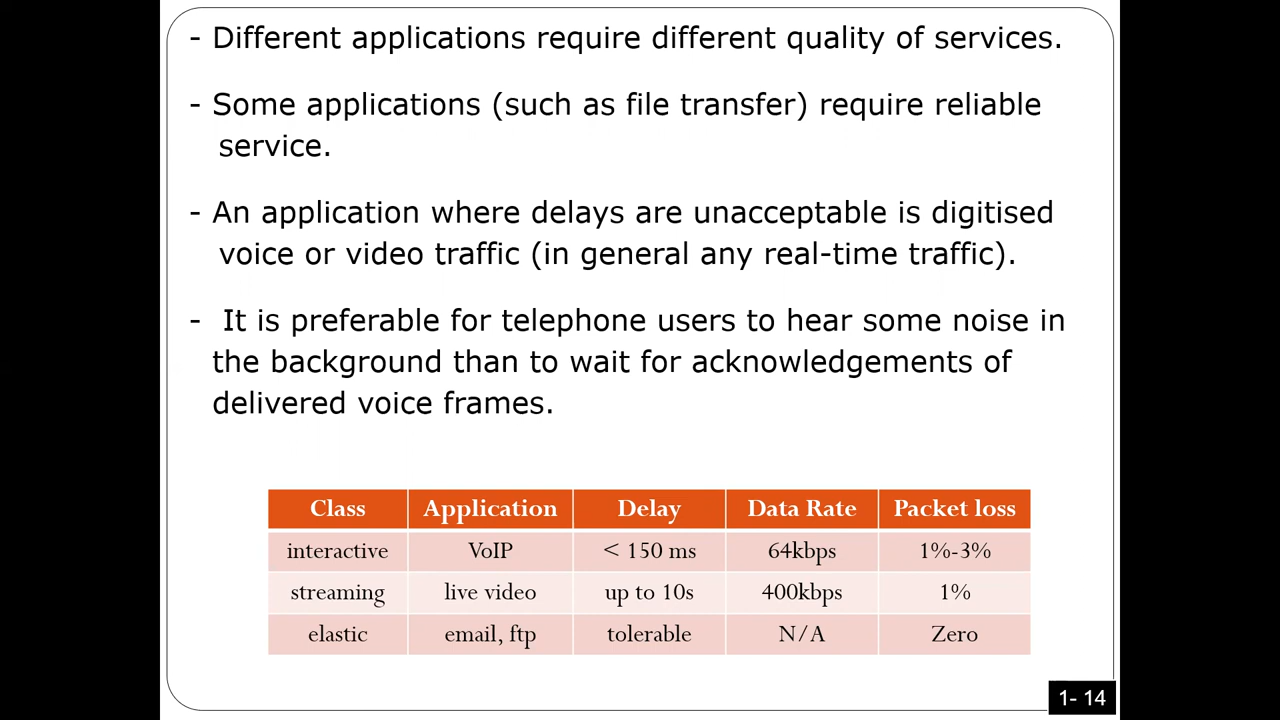 - Different applications require different quality of services.
- Some applications (such as file transfer) require reliable
service.
- An application where delays are unacceptable is digitised
voice or video traffic (in general any real-time traffic).
- It is preferable for telephone users to hear some noise in
the background than to wait for acknowledgements of
delivered voice frames.
Class Application Delay Data Rate Packet loss
interactive VoIP < 150 ms 64kbps 1%-3%
streaming live video up to 10s 400kbps 1%
elastic email, ftp tolerable N/A Zero
1- 14